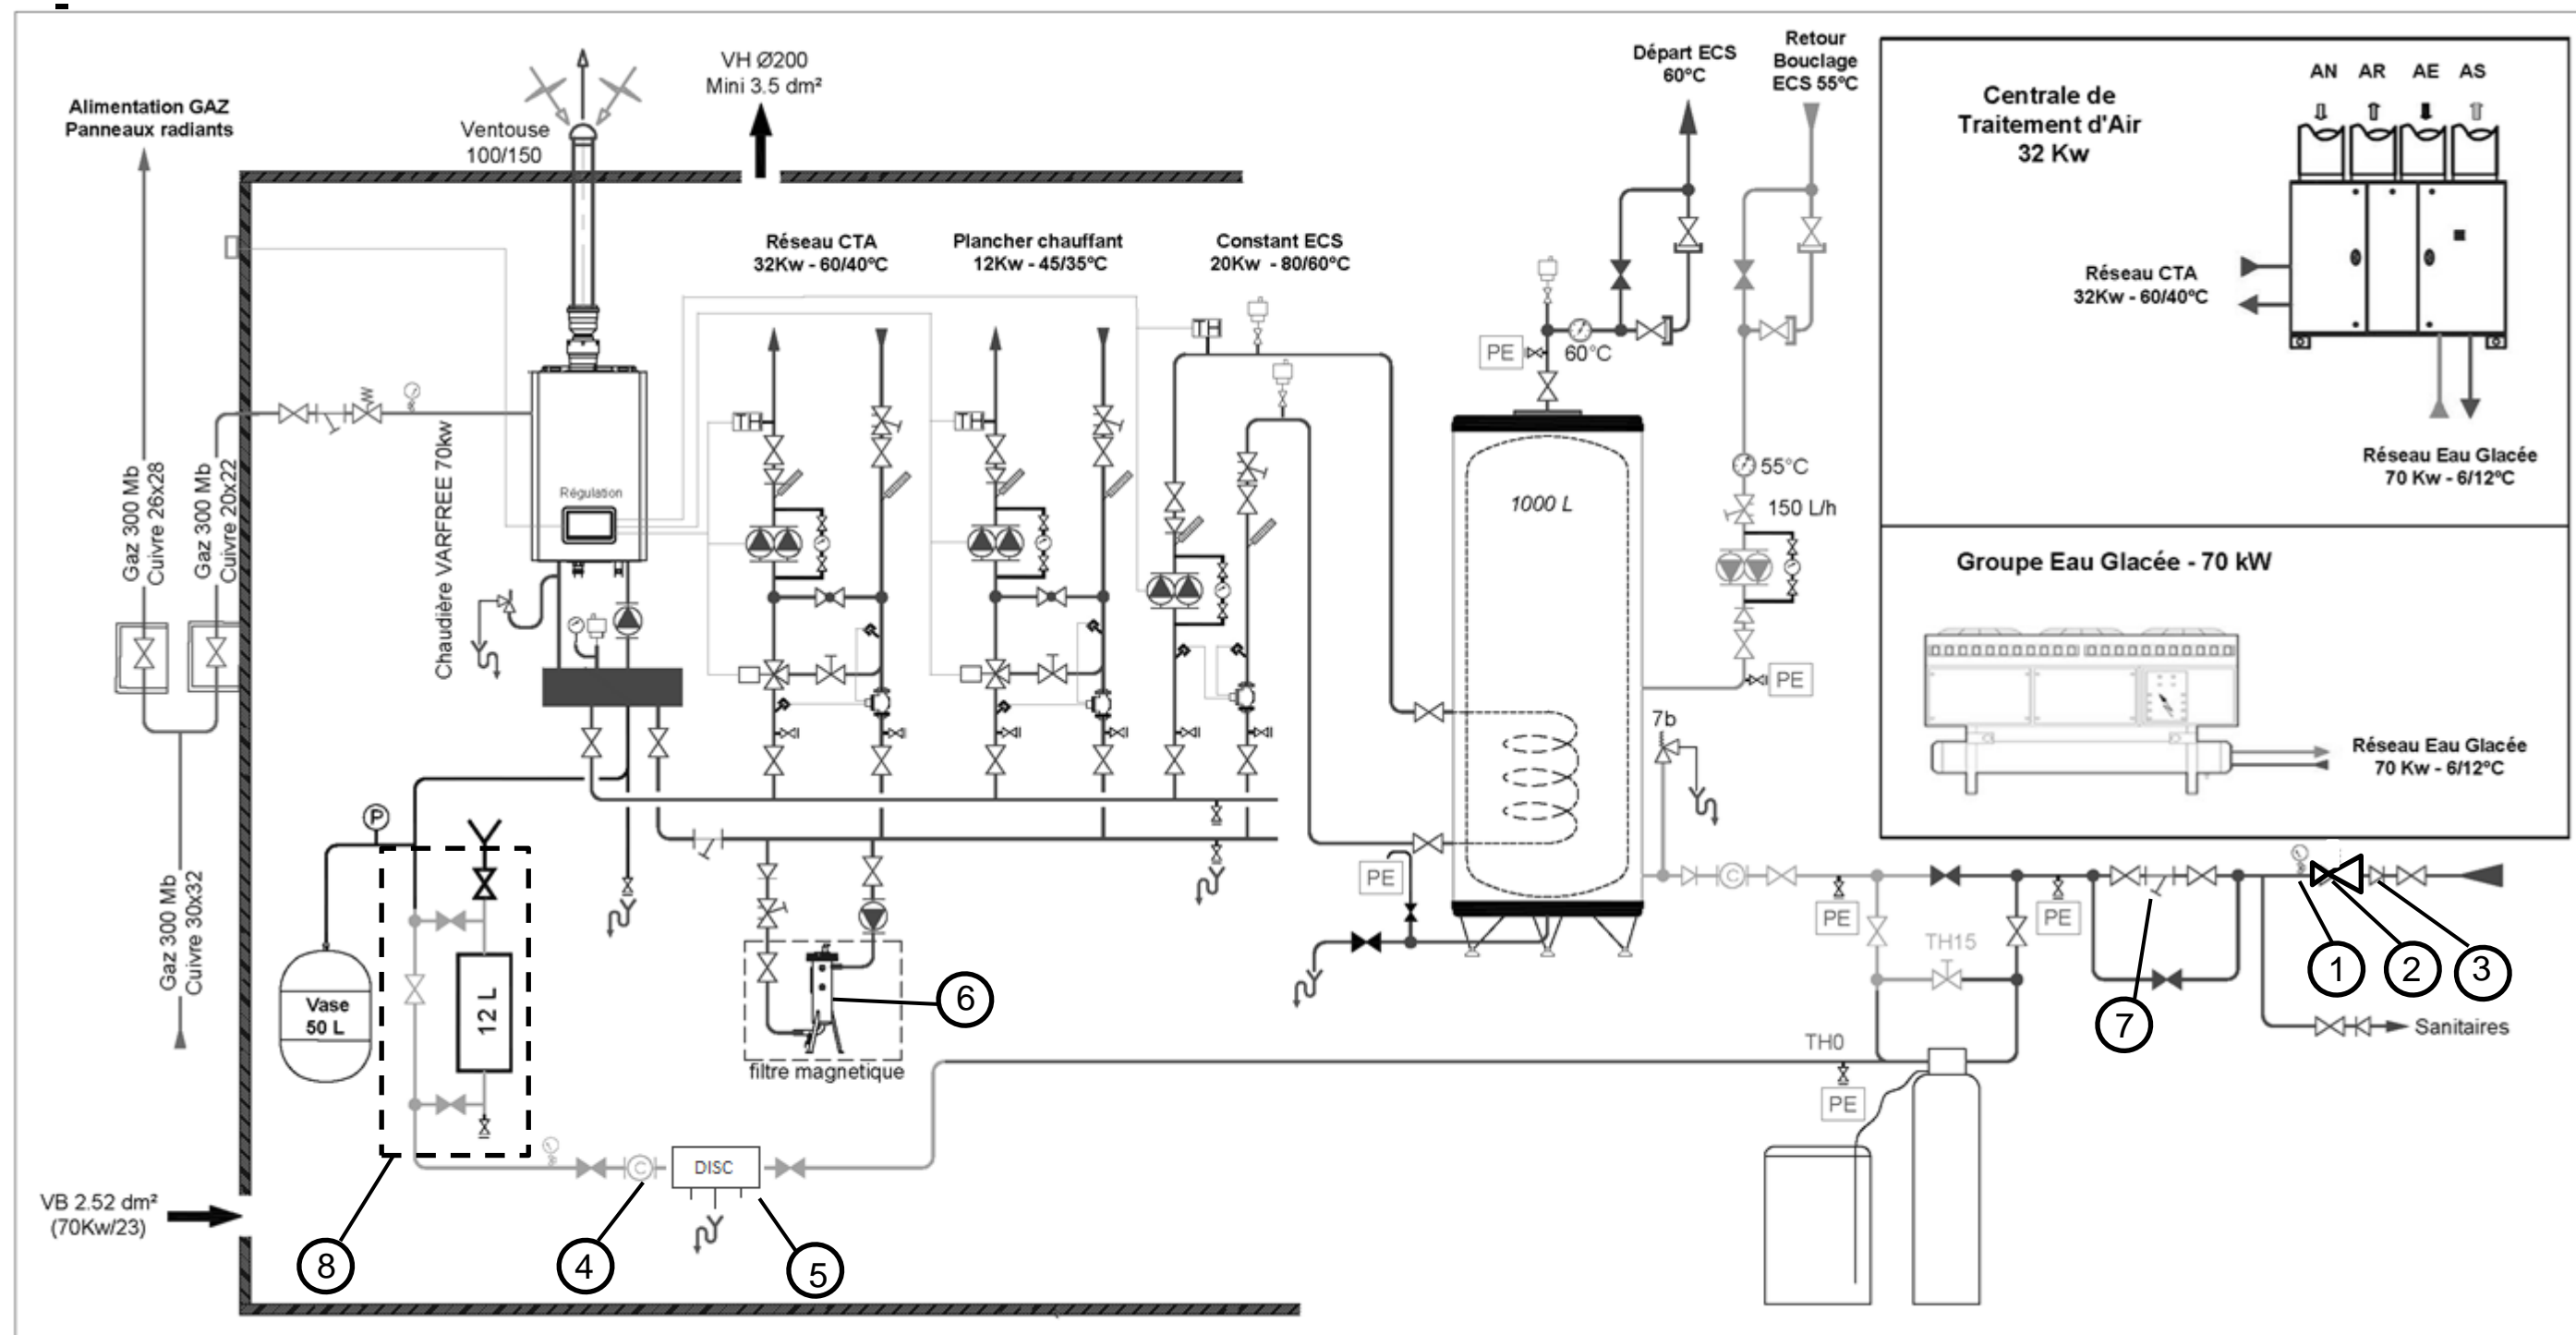 Alimentation GAZ
Panneaux radiants
Ventouse
100/150
VH Ø200
Mini 3.5 dm²
Départ ECS
60°C
Retour
Bouclage
ECS 55°C
Centrale de
Traitement d'Air
32 Kw
AN AR AE AS
Réseau CTA
32Kw - 60/40°C
Réseau Eau Glacée
70 Kw - 6/12°C
Groupe Eau Glacée - 70 kW
Réseau Eau Glacée
70 Kw - 6/12°C
Réseau CTA
32Kw - 60/40°C
Plancher chauffant
12Kw - 45/35°C
Constant ECS
20Kw - 80/60°C
TH
TH
TH
PE
60°C
55°C
150 L/h
PE
1000 L
Régulation
Chaudière VARFREE 70kw
Gaz 300 Mb
Cuivre 26x28
Gaz 300 Mb
Cuivre 20x22
Gaz 300 Mb
Cuivre 30x32
7b
P
PE
C
PE
PE
TH15
1
2
3
7
Sanitaires
Vase
50 L
12 L
6
filtre magnetique
TH0
PE
C
DISC
VB 2.52 dm²
(70Kw/23)
8
4
5